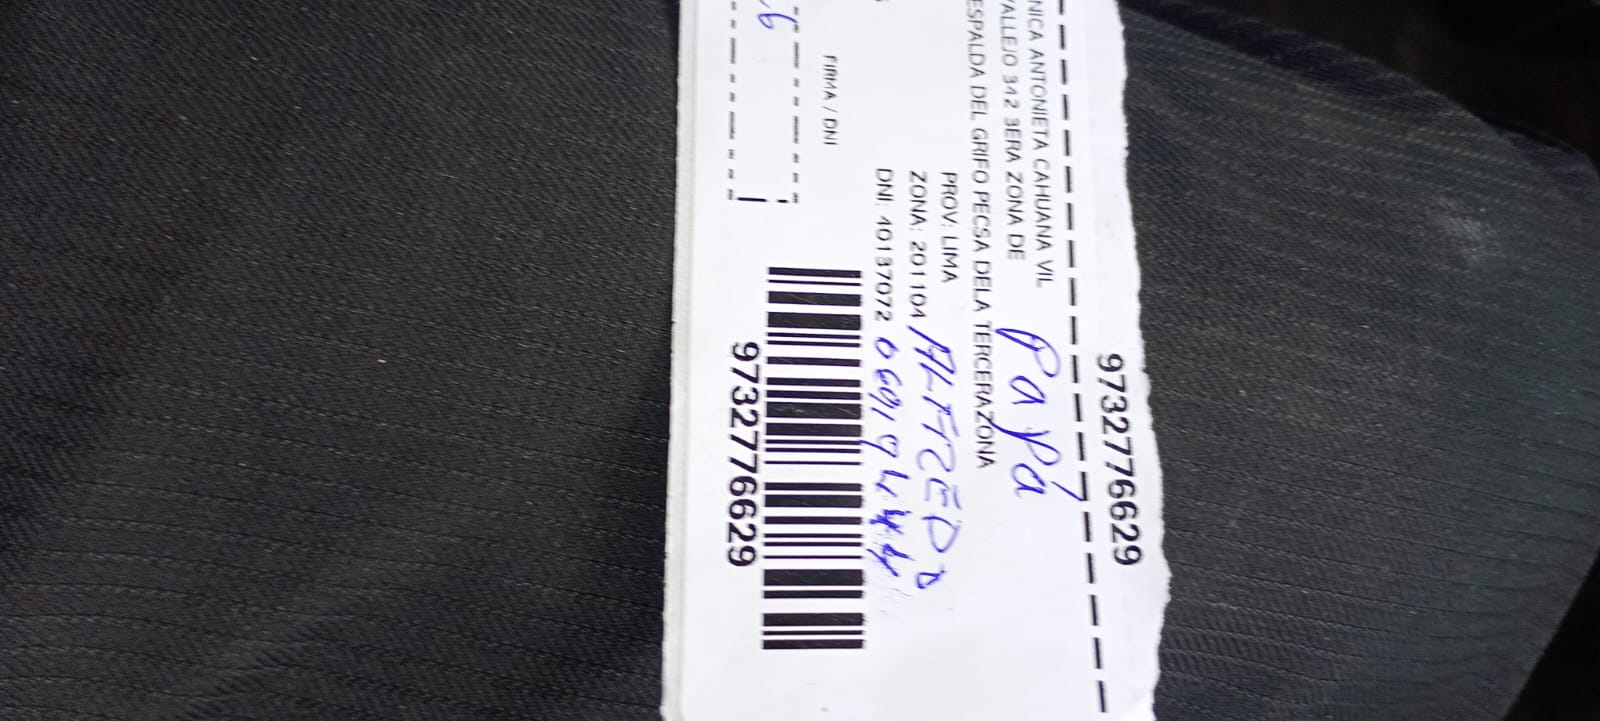 9732776629
NICA ANTONIETA CAHUANA VIL
VALLEJO 342 3ERA ZONA DE
Papá
ESPALDA DEL GRIFO PECSA DELA TERCERAZONA
PROV: LIMA
ZONA: 201104 ALFREDO
DNI: 40137072
FIRMA / DNI
9732776629